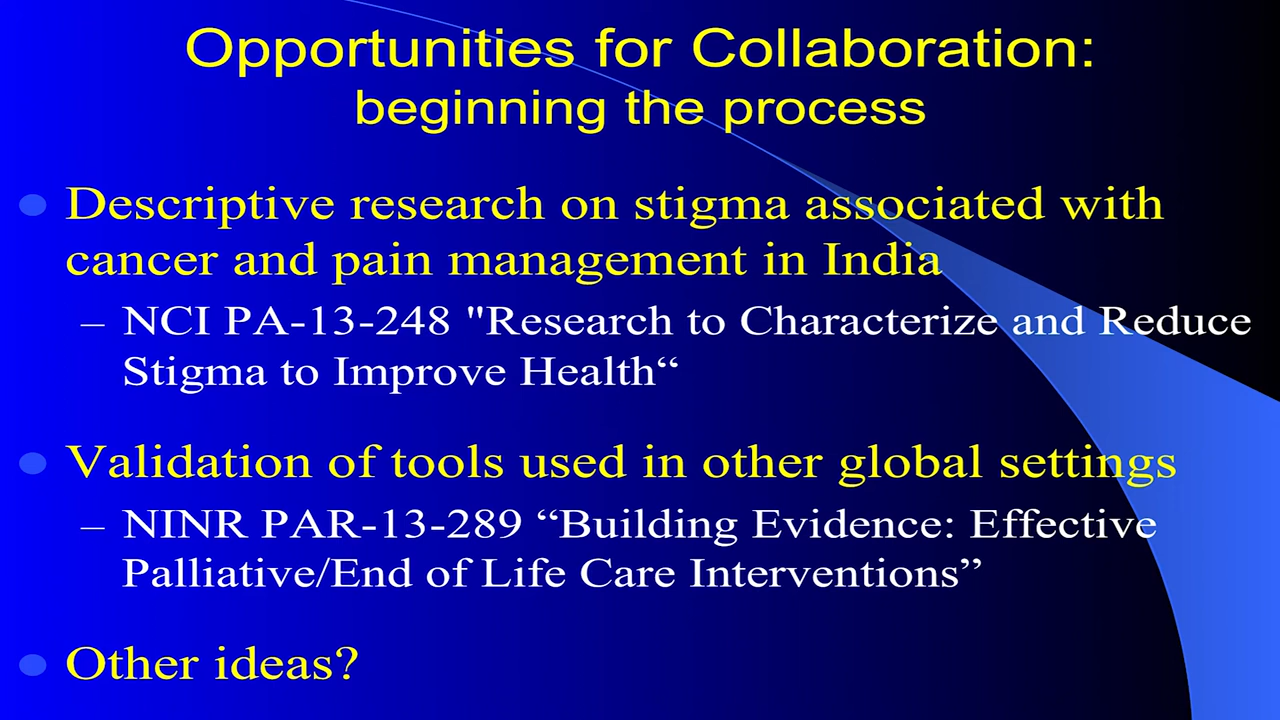 Opportunities for Collaboration:
beginning the process
Descriptive research on stigma associated with
cancer and pain management in India
– NCI PA-13-248 "Research to Characterize and Reduce
Stigma to Improve Health“
Validation of tools used in other global settings
– NINR PAR-13-289 “Building Evidence: Effective
Palliative/End of Life Care Interventions”
Other ideas?